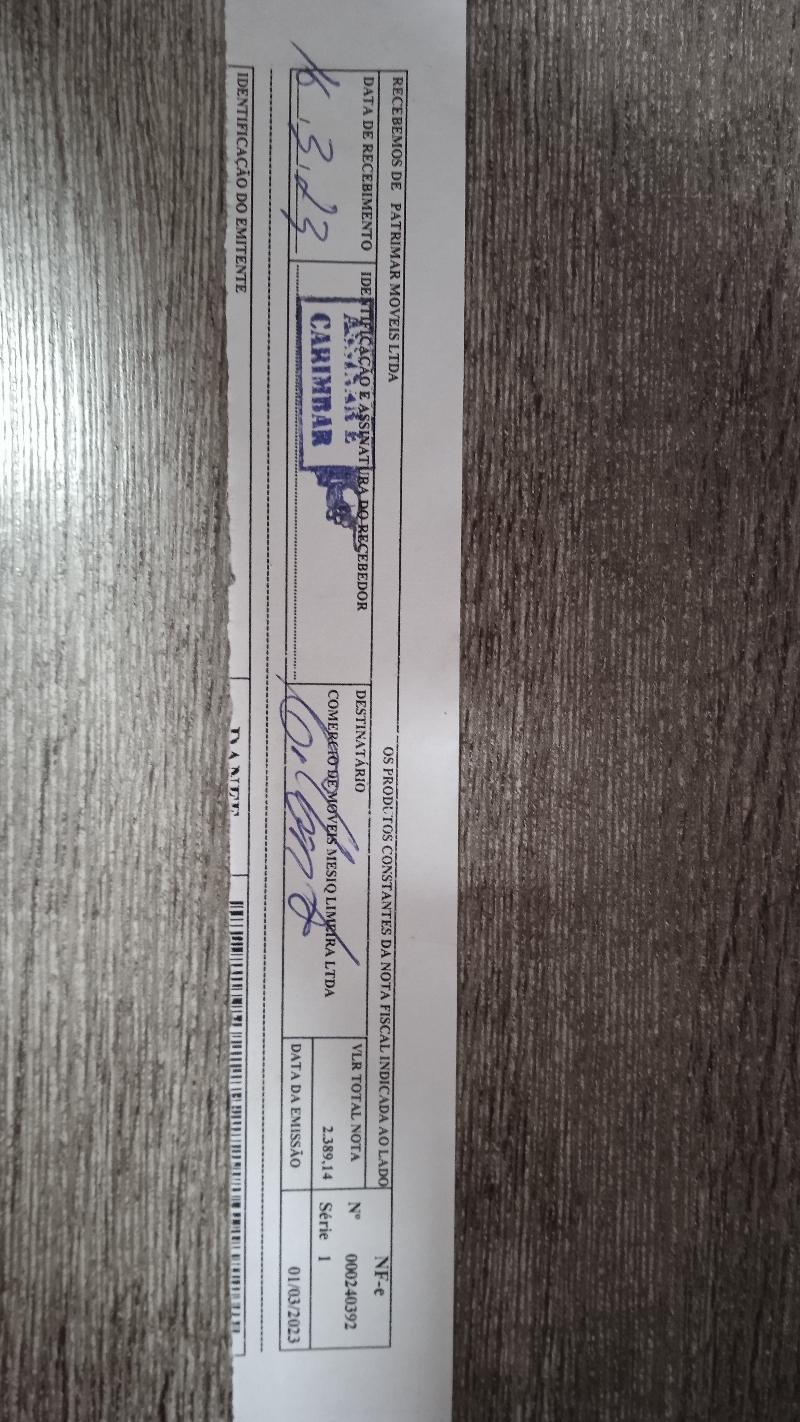 RECEBEMOS DE PATRIMAR MOVEIS LTDA OS PRODUTOS CONSTANTES DA NOTA FISCAL INDICADA AO LADO
NF-e
DATA DE RECEBIMENTO
16.3.23
IDENTIFICAÇÃO E ASSINATURA DO RECEBEDOR
ASSINAR E
CARIMBAR
DESTINATÁRIO
COMERCIO DE MOVEIS MESIQ LIMEIRA LTDA
VLR TOTAL NOTA
2.389,14
Nº 000240392
Série 1
DATA DA EMISSÃO
01/03/2023
IDENTIFICAÇÃO DO EMITENTE
DANFE